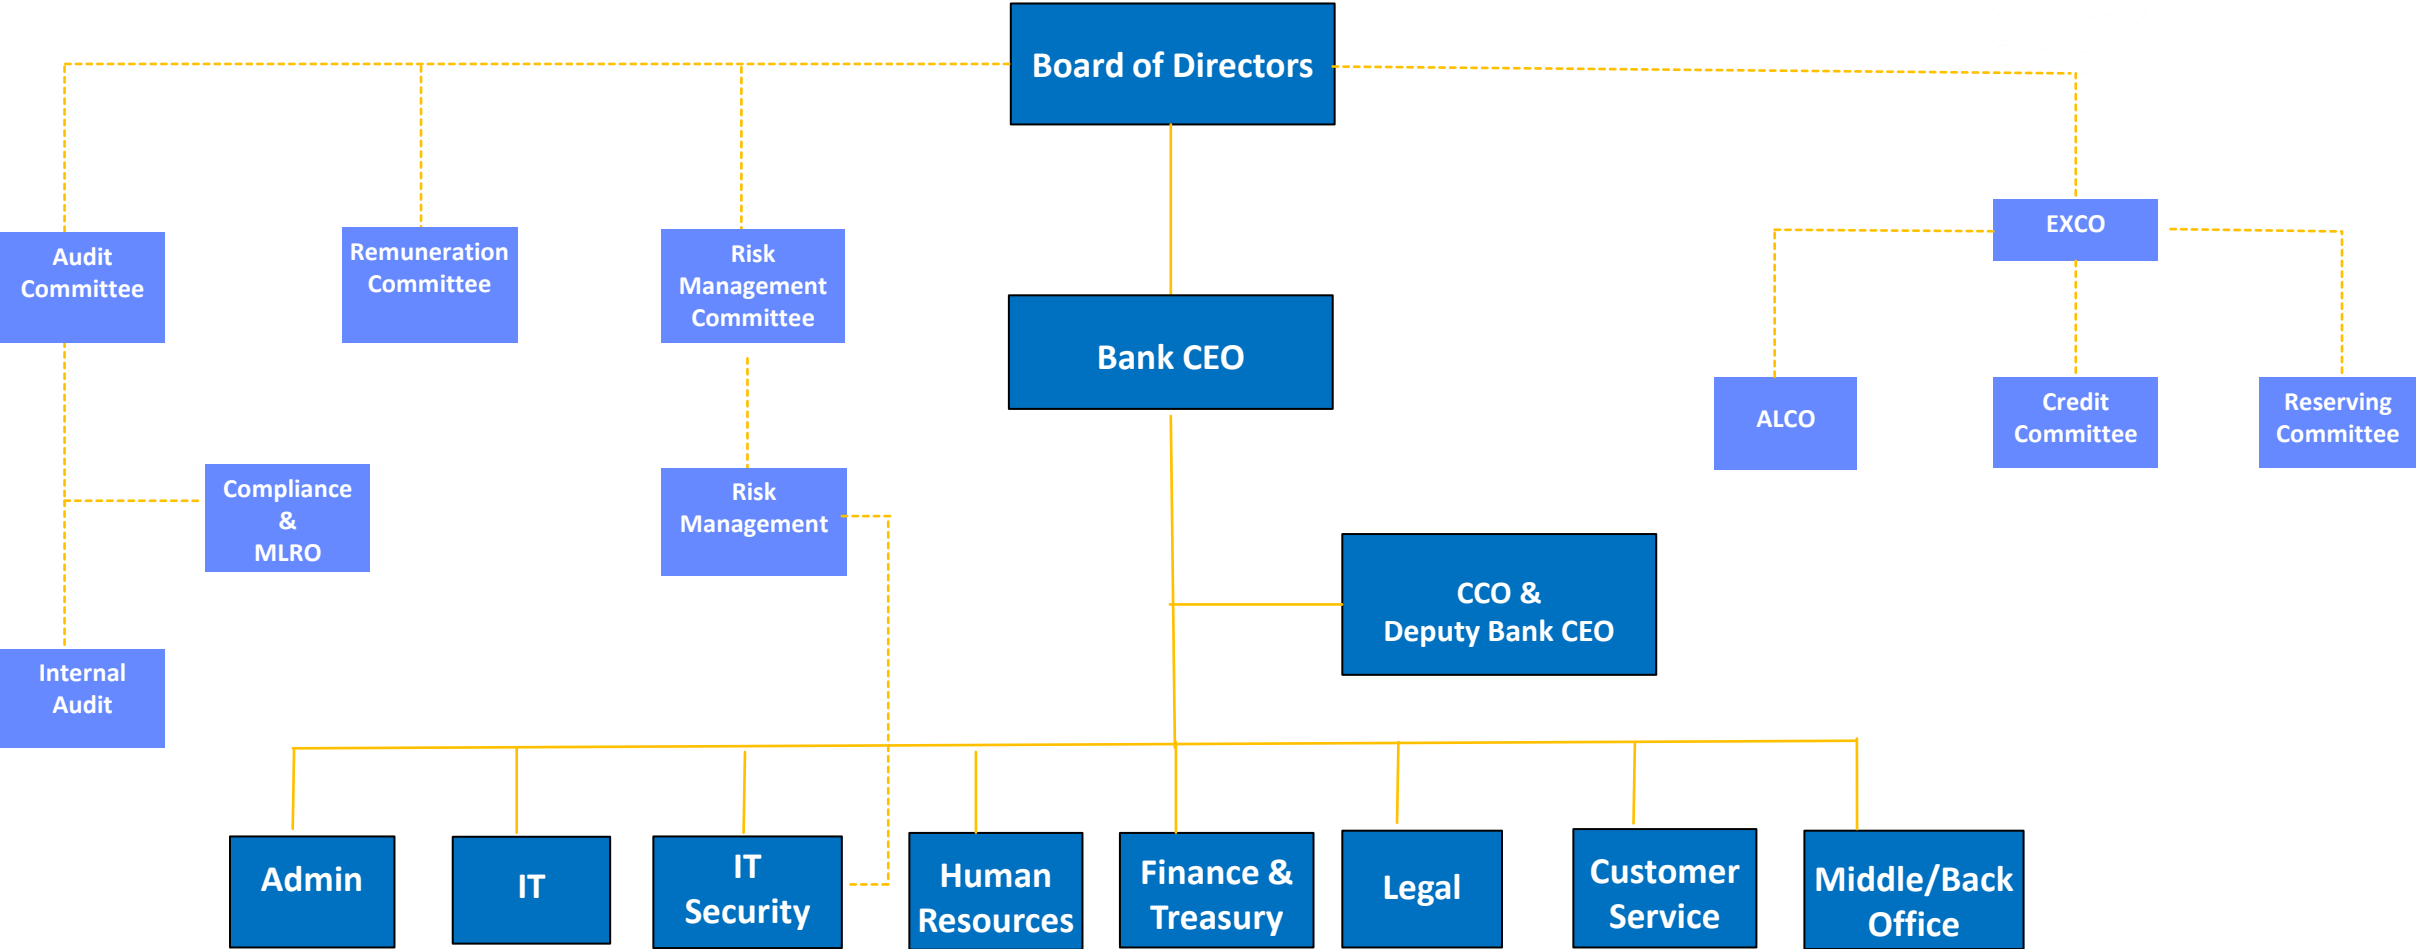 Board of Directors
Audit
Committee
Remuneration
Committee
Risk
Management
Committee
EXCO
Bank CEO
ALCO
Credit
Committee
Reserving
Committee
Compliance
&
MLRO
Risk
Management
CCO &
Deputy Bank CEO
Internal
Audit
Admin
IT
IT
Security
Human
Resources
Finance &
Treasury
Legal
Customer
Service
Middle/Back
Office